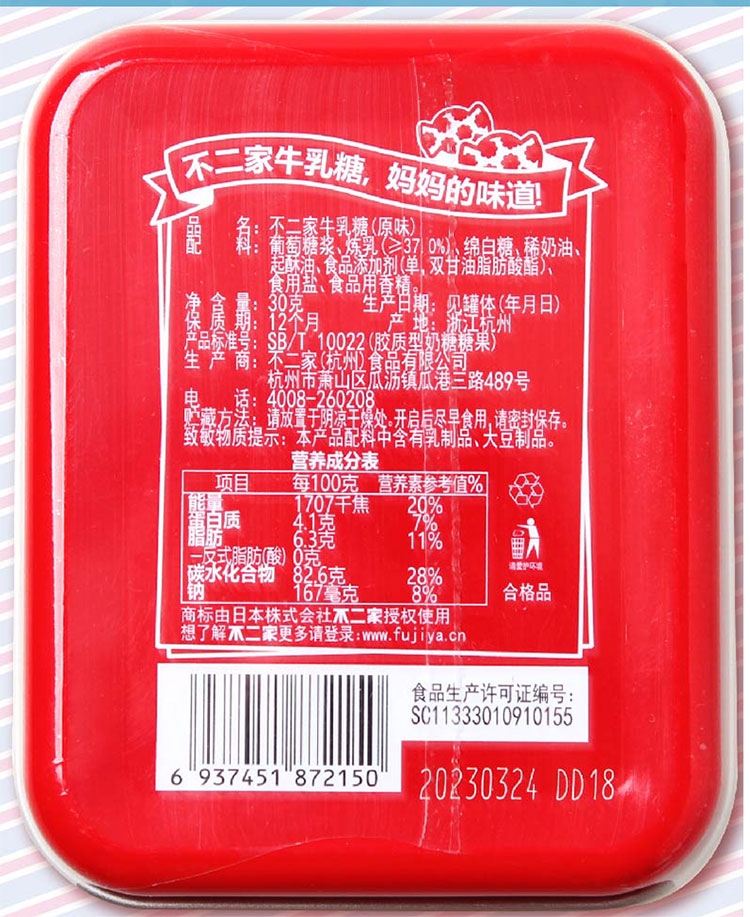 不二家牛乳糖，妈妈的味道!
品 名：不二家牛乳糖(原味)
配 料：葡萄糖浆、炼乳(≥37.0%)、绵白糖、稀奶油、
起酥油、食品添加剂(单，双甘油脂肪酸酯)、
食用盐、食品用香精。
净 含 量：30克 生产日期：见罐体(年月日)
保 质 期：12个月 产 地：浙江杭州
产品标准号：SB/T 10022(胶质型奶糖糖果)
生 产 商：不二家(杭州)食品有限公司
杭州市萧山区瓜沥镇瓜港三路489号
电 话：4008-260208
贮藏方法：请放置于阴凉干燥处。开启后尽早食用，请密封保存。
致敏物质提示：本产品配料中含有乳制品、大豆制品。
营养成分表
项目 每100克 营养素参考值%
能量 1707千焦 20%
蛋白质 4.1克 7%
脂肪 6.3克 11%
—反式脂肪(酸) 0克
碳水化合物 82.6克 28%
钠 167毫克 8%
请爱护环境
合格品
商标由日本株式会社不二家授权使用
想了解不二家更多请登录:www.fujiya.cn
食品生产许可证编号:
SC11333010910155
6 937451 872150
20230324 DD18